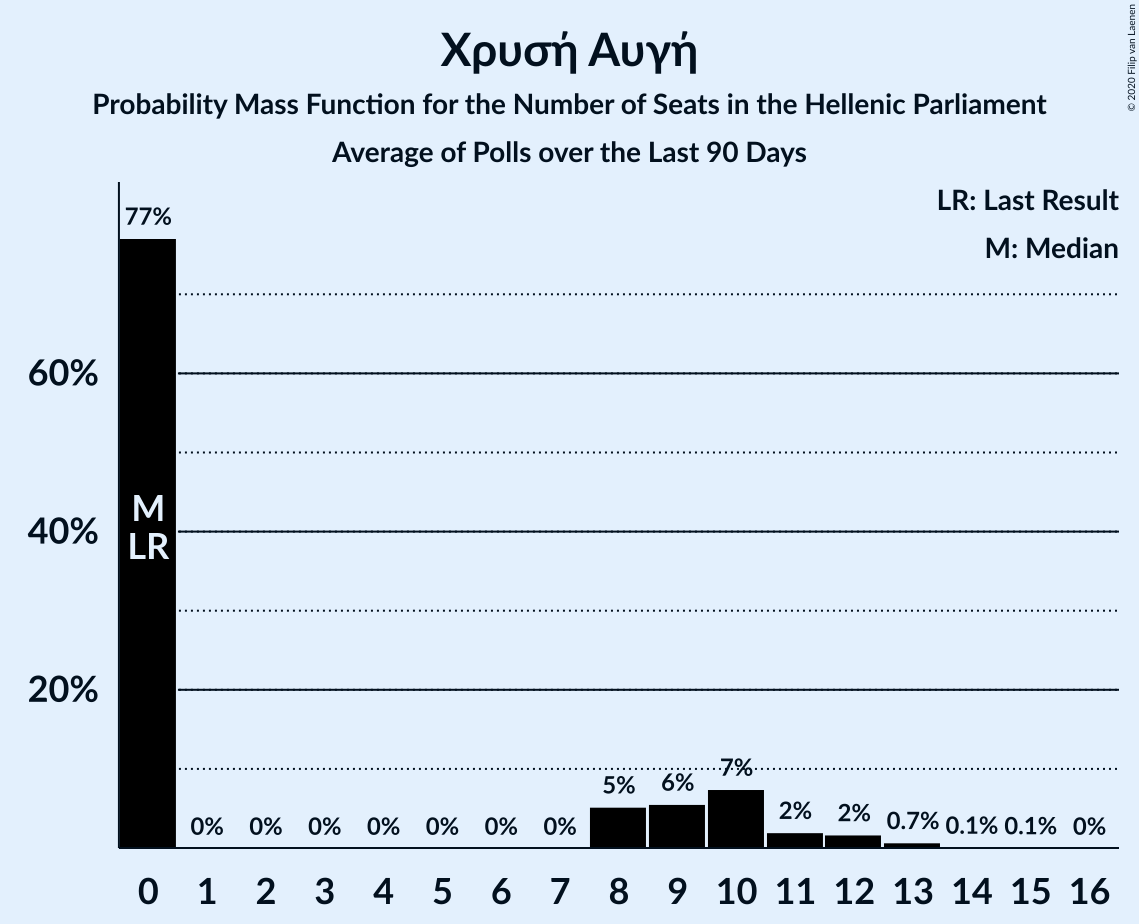 Χρυσή Αυγή
Probability Mass Function for the Number of Seats in the Hellenic Parliament
Average of Polls over the Last 90 Days
© 2020 Filip van Laenen
LR: Last Result
M: Median
77%
60%
40%
20%
M
LR
0% 0% 0% 0% 0% 0% 0% 5% 6% 7% 2% 2% 0.7% 0.1% 0.1% 0%
0 1 2 3 4 5 6 7 8 9 10 11 12 13 14 15 16